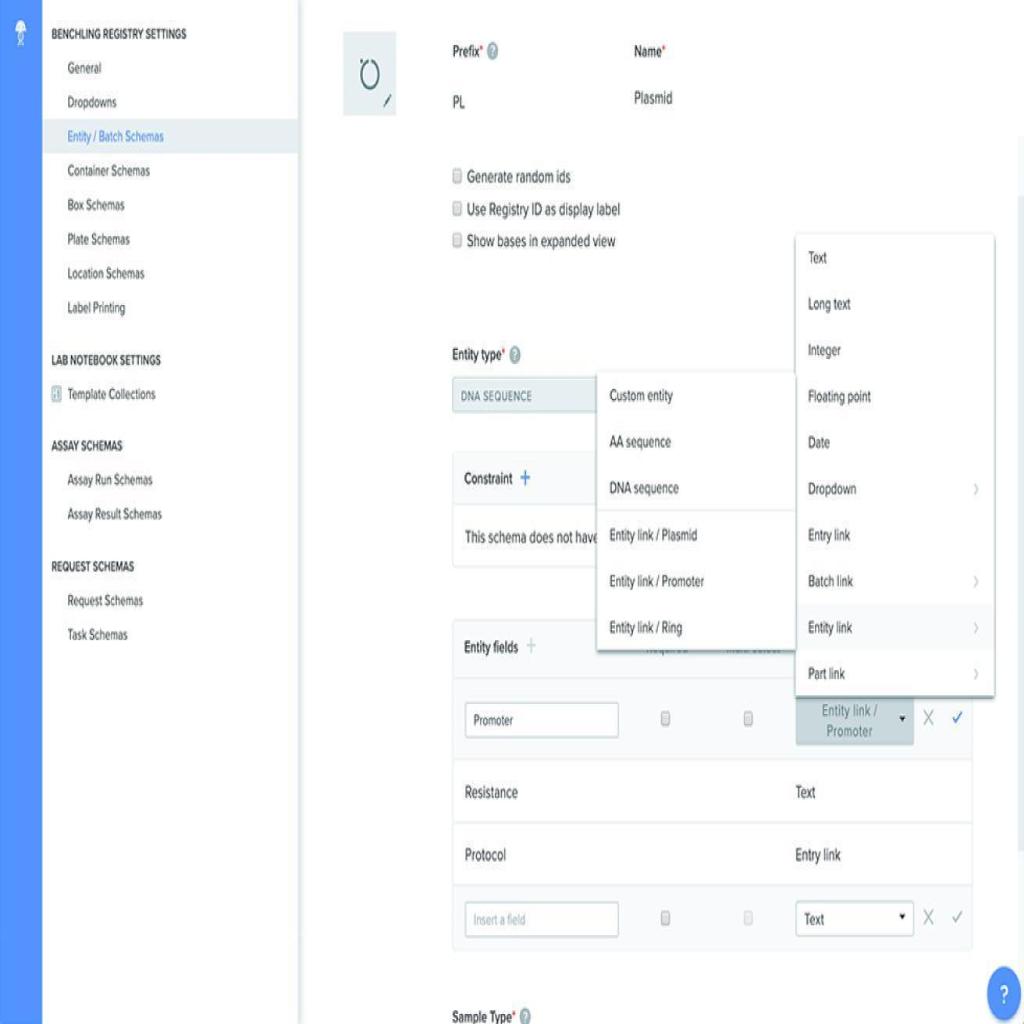 BENCHLING REGISTRY SETTINGS
General
Dropdowns
Entity / Batch Schemas
Container Schemas
Box Schemas
Plate Schemas
Location Schemas
Label Printing
LAB NOTEBOOK SETTINGS
Template Collections
ASSAY SCHEMAS
Assay Run Schemas
Assay Result Schemas
REQUEST SCHEMAS
Request Schemas
Task Schemas
Prefix* ?
Name*
PL
Plasmid
Generate random ids
Use Registry ID as display label
Show bases in expanded view
Entity type* ?
DNA SEQUENCE
Constraint +
This schema does not have
Custom entity
AA sequence
DNA sequence
Entity link / Plasmid
Entity link / Promoter
Entity link / Ring
Text
Long text
Integer
Floating point
Date
Dropdown
Entry link
Batch link
Entity link
Part link
Entity fields +
Promoter
Entity link /
Promoter
Resistance
Text
Protocol
Entry link
Insert a field
Text
Sample Type* ?
?